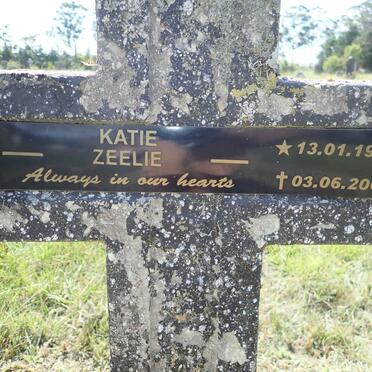 KATIE
ZEELIE
Always in our hearts
★ 13.01.19
✝ 03.06.20